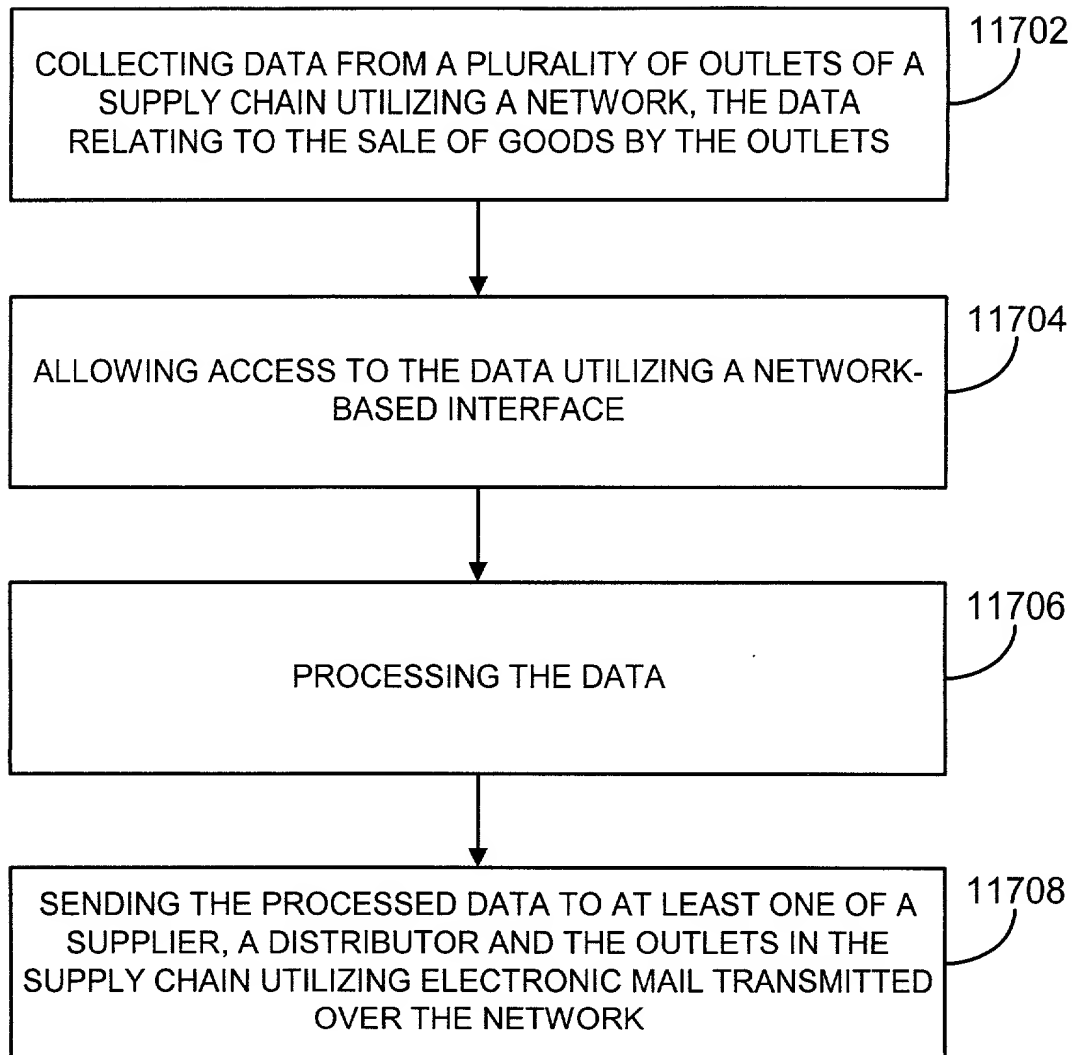 11702
COLLECTING DATA FROM A PLURALITY OF OUTLETS OF A
SUPPLY CHAIN UTILIZING A NETWORK, THE DATA
RELATING TO THE SALE OF GOODS BY THE OUTLETS
11704
ALLOWING ACCESS TO THE DATA UTILIZING A NETWORK-
BASED INTERFACE
11706
PROCESSING THE DATA
11708
SENDING THE PROCESSED DATA TO AT LEAST ONE OF A
SUPPLIER, A DISTRIBUTOR AND THE OUTLETS IN THE
SUPPLY CHAIN UTILIZING ELECTRONIC MAIL TRANSMITTED
OVER THE NETWORK